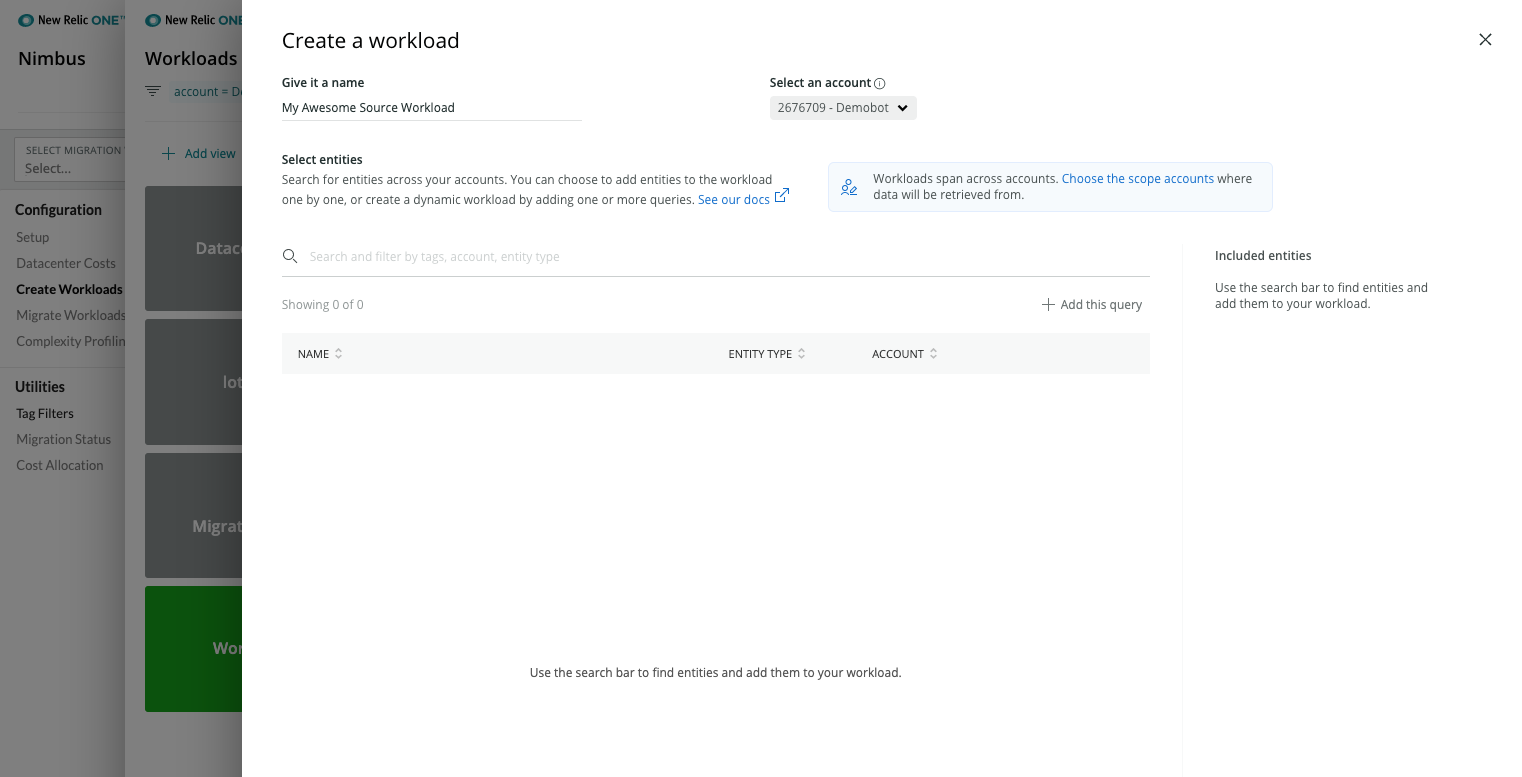 New Relic ONE™
Nimbus
SELECT MIGRATION
Select...
Configuration
Setup
Datacenter Costs
Create Workloads
Migrate Workloads
Complexity Profilin
Utilities
Tag Filters
Migration Status
Cost Allocation
New Relic ONE
Workloads
account = De
Add view
Datac
Iot
Migrat
Wor
Create a workload
Give it a name
My Awesome Source Workload
Select an account
2676709 - Demobot
Select entities
Search for entities across your accounts. You can choose to add entities to the workload
one by one, or create a dynamic workload by adding one or more queries. See our docs
Workloads span across accounts. Choose the scope accounts where
data will be retrieved from.
Search and filter by tags, account, entity type
Showing 0 of 0
Add this query
NAME
ENTITY TYPE
ACCOUNT
Use the search bar to find entities and add them to your workload.
Included entities
Use the search bar to find entities and
add them to your workload.